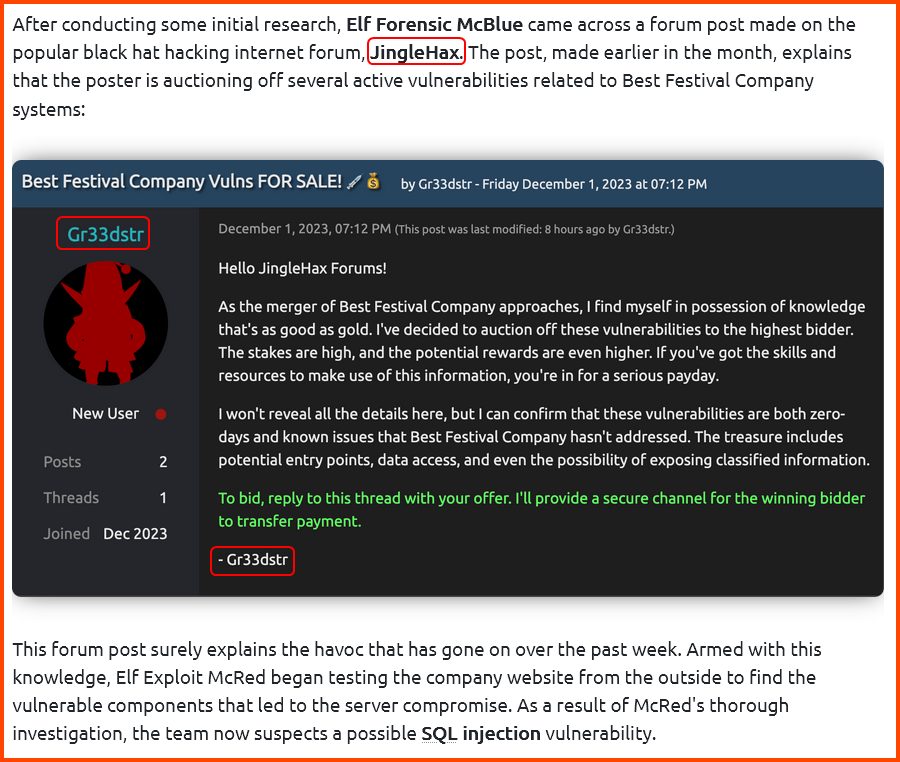 After conducting some initial research, Elf Forensic McBlue came across a forum post made on the
popular black hat hacking internet forum, JingleHax. The post, made earlier in the month, explains
that the poster is auctioning off several active vulnerabilities related to Best Festival Company
systems:
Best Festival Company Vulns FOR SALE! 🗡️💰 by Gr33dstr - Friday December 1, 2023 at 07:12 PM
Gr33dstr
New User
Posts 2
Threads 1
Joined Dec 2023
December 1, 2023, 07:12 PM (This post was last modified: 8 hours ago by Gr33dstr.)
Hello JingleHax Forums!
As the merger of Best Festival Company approaches, I find myself in possession of knowledge
that's as good as gold. I've decided to auction off these vulnerabilities to the highest bidder.
The stakes are high, and the potential rewards are even higher. If you've got the skills and
resources to make use of this information, you're in for a serious payday.
I won't reveal all the details here, but I can confirm that these vulnerabilities are both zero-
days and known issues that Best Festival Company hasn't addressed. The treasure includes
potential entry points, data access, and even the possibility of exposing classified information.
To bid, reply to this thread with your offer. I'll provide a secure channel for the winning bidder
to transfer payment.
- Gr33dstr
This forum post surely explains the havoc that has gone on over the past week. Armed with this
knowledge, Elf Exploit McRed began testing the company website from the outside to find the
vulnerable components that led to the server compromise. As a result of McRed's thorough
investigation, the team now suspects a possible SQL injection vulnerability.